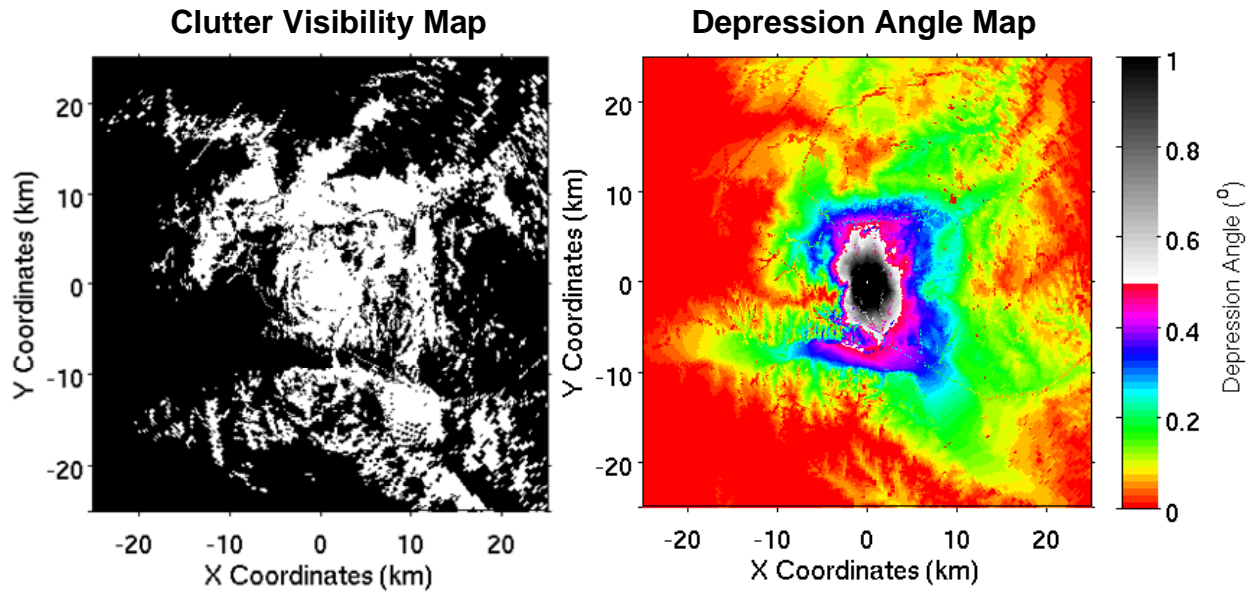 Clutter Visibility Map
Depression Angle Map
20
10
0
-10
-20
Y Coordinates (km)
-20 -10 0 10 20
X Coordinates (km)
20
10
0
-10
-20
Y Coordinates (km)
-20 -10 0 10 20
X Coordinates (km)
1
0.8
0.6
0.4
0.2
0
Depression Angle (o)